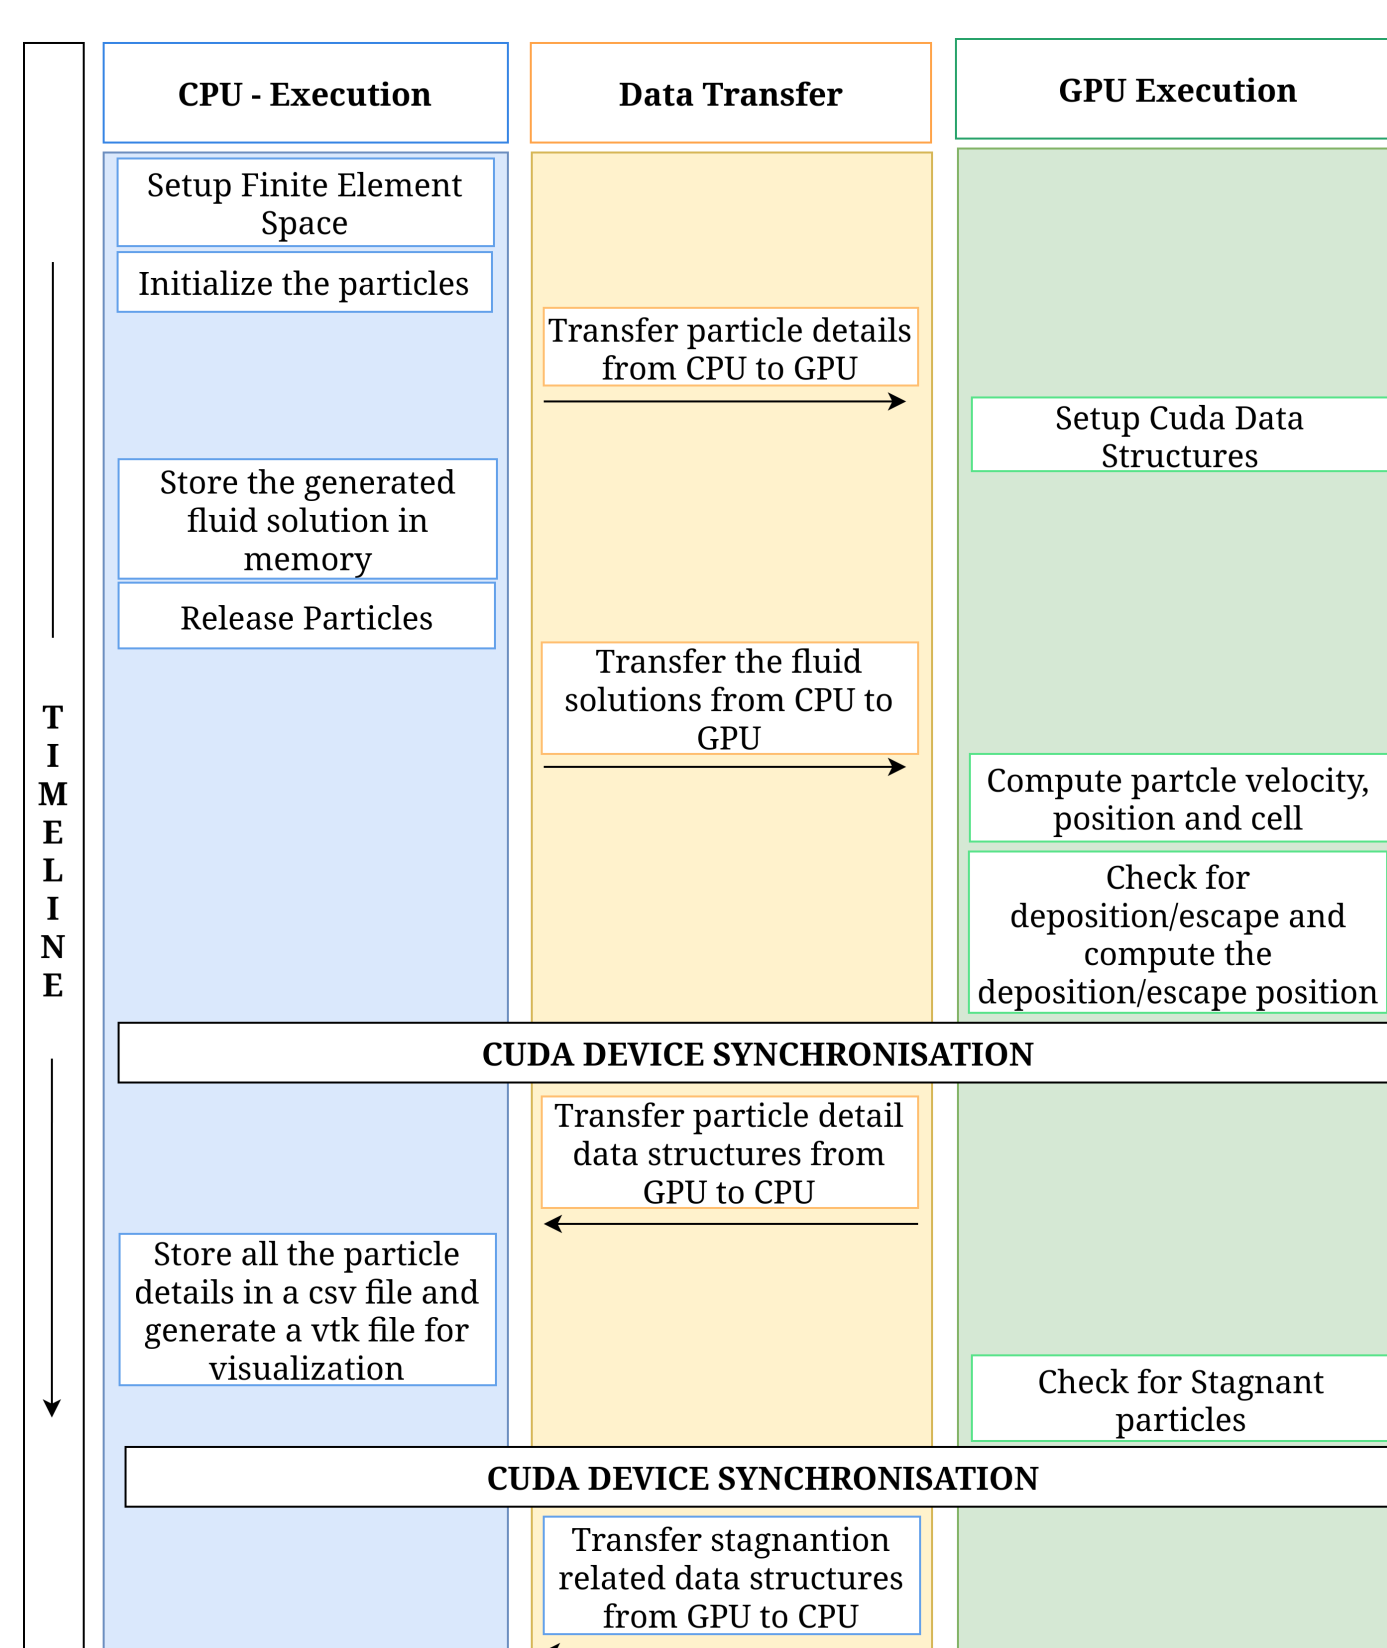 CPU - Execution
Data Transfer
GPU Execution
Setup Finite Element
Space
Initialize the particles
Transfer particle details
from CPU to GPU
Setup Cuda Data
Structures
Store the generated
fluid solution in
memory
Release Particles
Transfer the fluid
solutions from CPU to
GPU
T
I
M
E
L
I
N
E
Compute partcle velocity,
position and cell
Check for
deposition/escape and
compute the
deposition/escape position
CUDA DEVICE SYNCHRONISATION
Transfer particle detail
data structures from
GPU to CPU
Store all the particle
details in a csv file and
generate a vtk file for
visualization
Check for Stagnant
particles
CUDA DEVICE SYNCHRONISATION
Transfer stagnantion
related data structures
from GPU to CPU